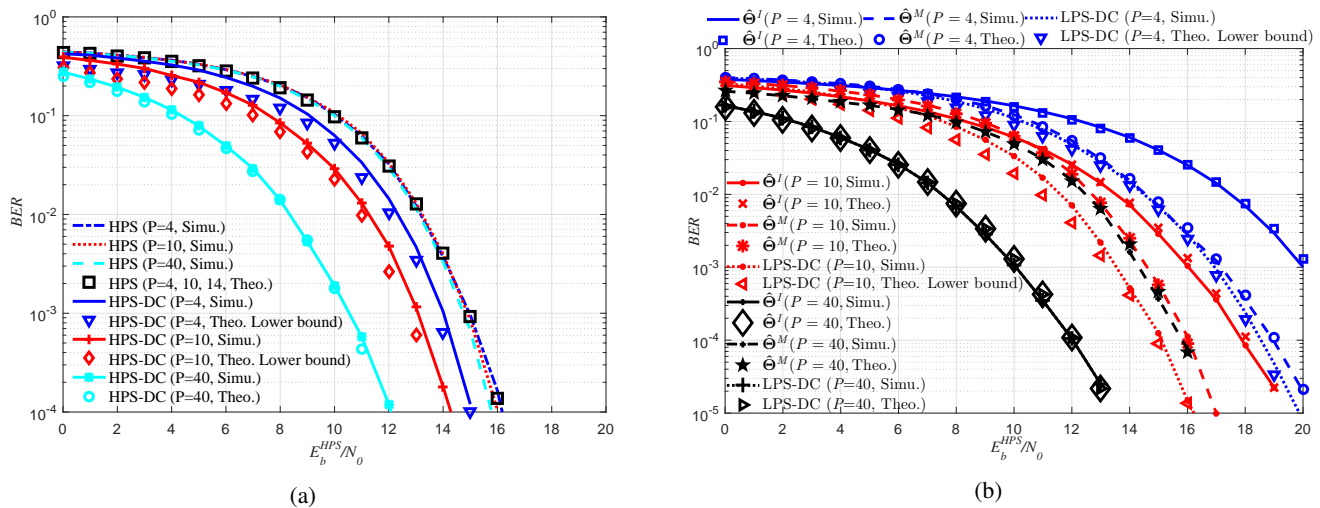 10^0
10^-1
10^-2
10^-3
10^-4
BER
HPS (P=4, Simu.)
HPS (P=10, Simu.)
HPS (P=40, Simu.)
HPS (P=4, 10, 14, Theo.)
HPS-DC (P=4, Simu.)
HPS-DC (P=4, Theo. Lower bound)
HPS-DC (P=10, Simu.)
HPS-DC (P=10, Theo. Lower bound)
HPS-DC (P=40, Simu.)
HPS-DC (P=40, Theo.)
0 2 4 6 8 10 12 14 16 18 20
E_b^HPS/N_0
(a)
Θ̂^I(P = 4, Simu.) Θ̂^M(P = 4, Simu.) LPS-DC (P=4, Simu.)
Θ̂^I(P = 4, Theo.) Θ̂^M(P = 4, Theo.) LPS-DC (P=4, Theo. Lower bound)
10^0
10^-1
10^-2
10^-3
10^-4
10^-5
BER
Θ̂^I(P = 10, Simu.)
Θ̂^I(P = 10, Theo.)
Θ̂^M(P = 10, Simu.)
Θ̂^M(P = 10, Theo.)
LPS-DC (P=10, Simu.)
LPS-DC (P=10, Theo. Lower bound)
Θ̂^I(P = 40, Simu.)
Θ̂^I(P = 40, Theo.)
Θ̂^M(P = 40, Simu.)
Θ̂^M(P = 40, Theo.)
LPS-DC (P=40, Simu.)
LPS-DC (P=40, Theo.)
0 2 4 6 8 10 12 14 16 18 20
E_b^HPS/N_0
(b)